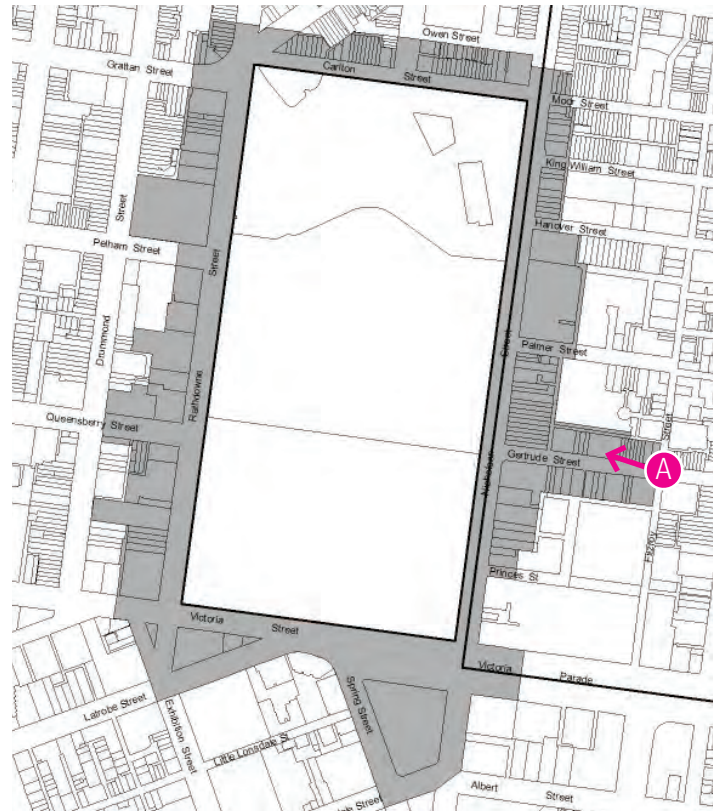 Owen Street
Grattan Street
Carlton Street
Moor Street
King William Street
Hanover Street
Street
Pelham Street
Street
Drummond
Rathdowne
Street
Palmer Street
Queensberry Street
Street
Gertrude Street
A
Nicholson
Fitzroy
Princes St
Victoria Street
Victoria Parade
Latrobe Street
Exhibition Street
Spring Street
Little Lonsdale St
Albert Street
Street